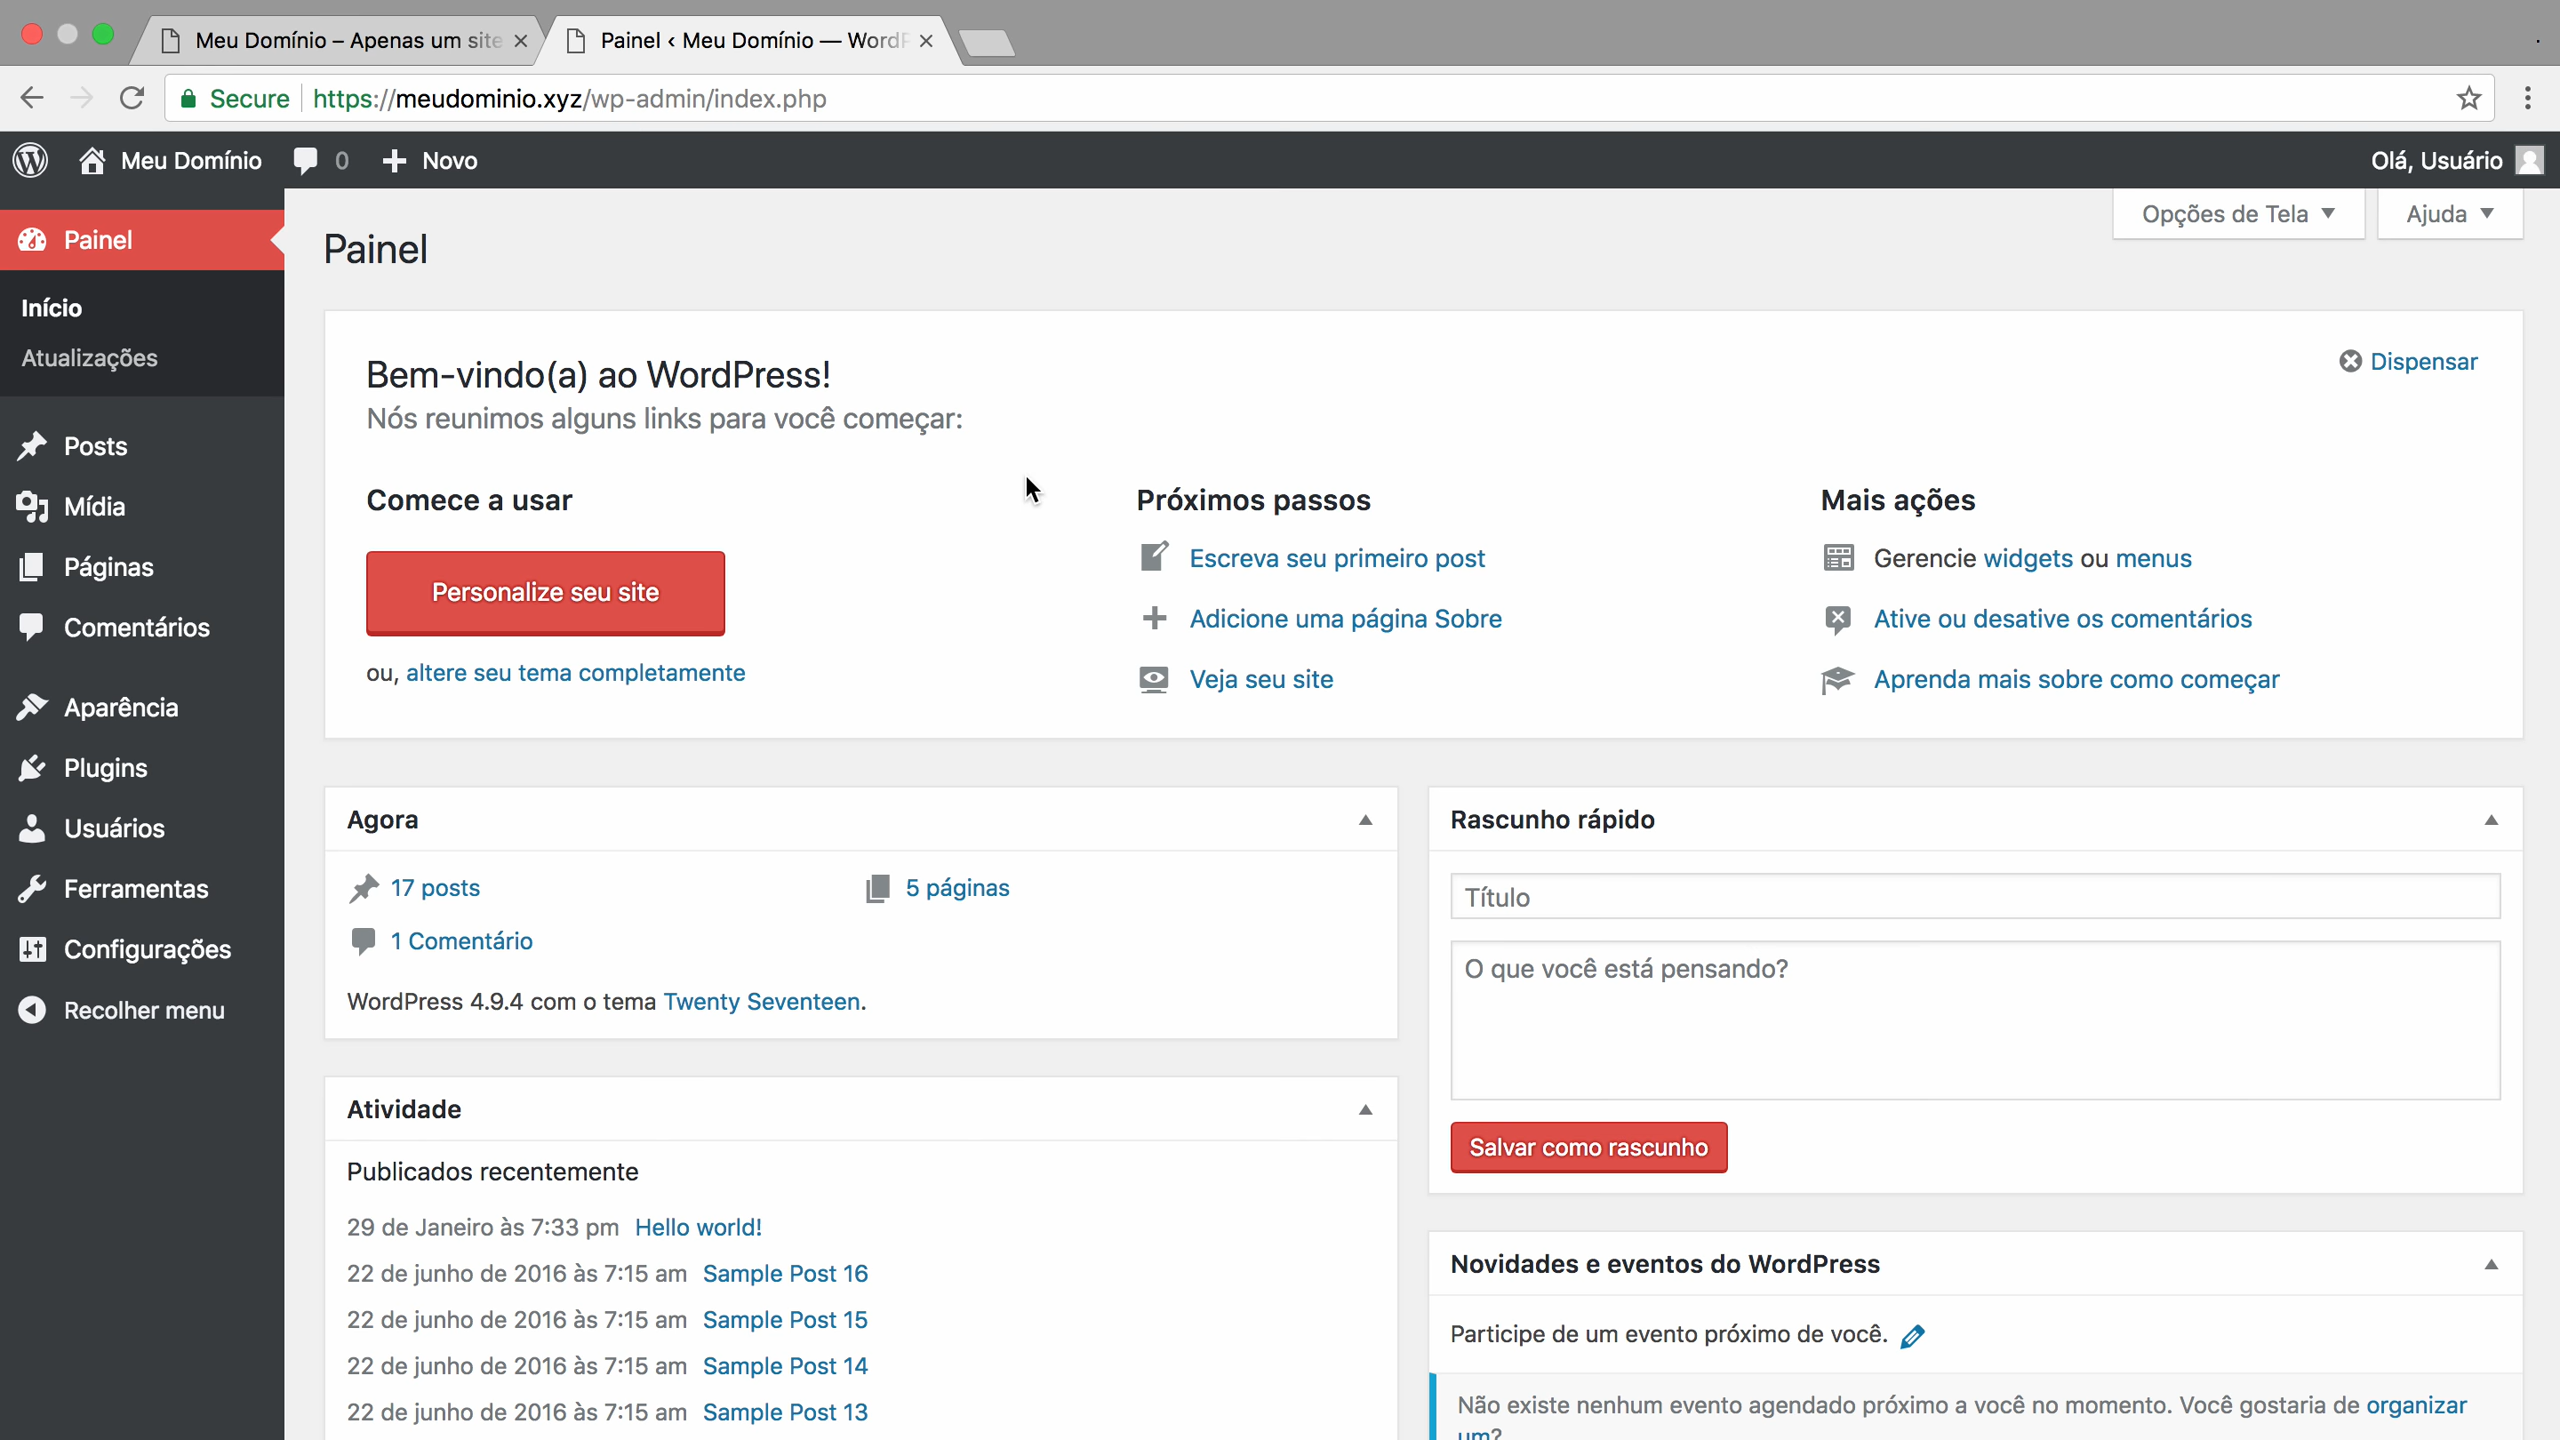 Meu Domínio – Apenas um site
Painel ‹ Meu Domínio — WordP
Secure https://meudominio.xyz/wp-admin/index.php
Meu Domínio 0 Novo
Olá, Usuário
Painel
Início
Atualizações
Posts
Mídia
Páginas
Comentários
Aparência
Plugins
Usuários
Ferramentas
Configurações
Recolher menu
Painel
Opções de Tela
Ajuda
Bem-vindo(a) ao WordPress!
Nós reunimos alguns links para você começar:
Dispensar
Comece a usar
Personalize seu site
ou, altere seu tema completamente
Próximos passos
Escreva seu primeiro post
Adicione uma página Sobre
Veja seu site
Mais ações
Gerencie widgets ou menus
Ative ou desative os comentários
Aprenda mais sobre como começar
Agora
17 posts
5 páginas
1 Comentário
WordPress 4.9.4 com o tema Twenty Seventeen.
Atividade
Publicados recentemente
29 de Janeiro às 7:33 pm Hello world!
22 de junho de 2016 às 7:15 am Sample Post 16
22 de junho de 2016 às 7:15 am Sample Post 15
22 de junho de 2016 às 7:15 am Sample Post 14
22 de junho de 2016 às 7:15 am Sample Post 13
Rascunho rápido
Título
O que você está pensando?
Salvar como rascunho
Novidades e eventos do WordPress
Participe de um evento próximo de você.
Não existe nenhum evento agendado próximo a você no momento. Você gostaria de organizar
um?